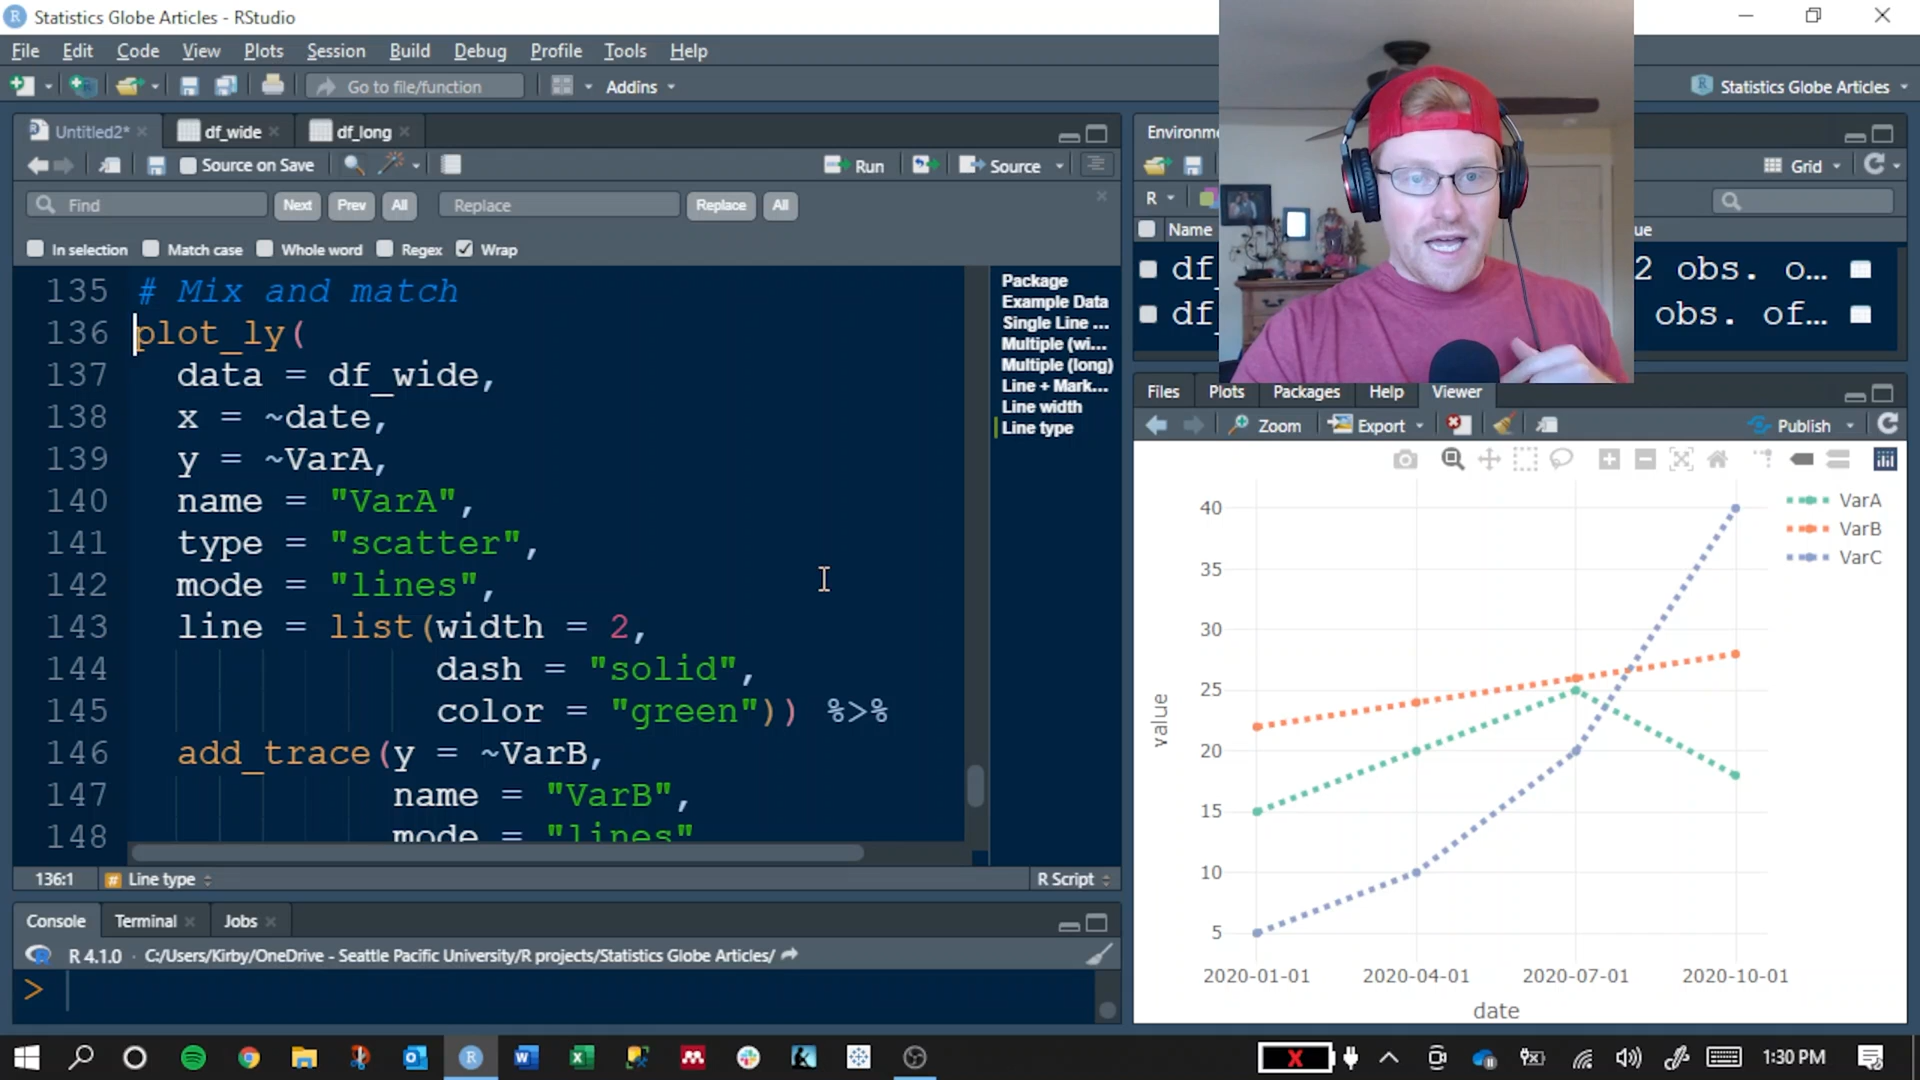 Statistics Globe Articles - RStudio
File Edit Code View Plots Session Build Debug Profile Tools Help
Go to file/function Addins Statistics Globe Articles
Untitled2* df_wide df_long
Source on Save Run Source
Find Next Prev All Replace Replace All
In selection Match case Whole word Regex Wrap
135 # Mix and match
136 plot_ly(
137 data = df_wide,
138 x = ~date,
139 y = ~VarA,
140 name = "VarA",
141 type = "scatter",
142 mode = "lines",
143 line = list(width = 2,
144 dash = "solid",
145 color = "green")) %>%
146 add_trace(y = ~VarB,
147 name = "VarB",
148 mode = "lines"
Package
Example Data
Single Line ...
Multiple (wi...
Multiple (long)
Line + Mark...
Line width
Line type
136:1 # Line type R Script
Console Terminal Jobs
R 4.1.0 · C:/Users/Kirby/OneDrive - Seattle Pacific University/R projects/Statistics Globe Articles/
>
Environme
Grid
R
Name ue
df_ 2 obs. o...
df_ obs. of...
Files Plots Packages Help Viewer
Zoom Export Publish
VarA
VarB
VarC
40
35
30
25
20
15
10
5
value
2020-01-01 2020-04-01 2020-07-01 2020-10-01
date
1:30 PM